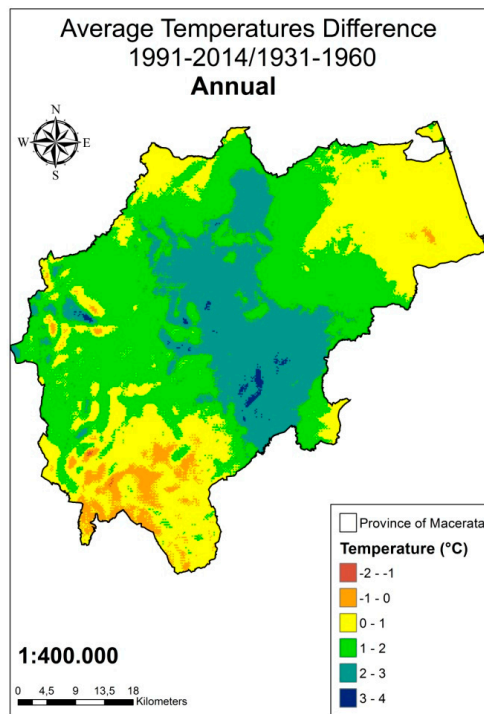 Average Temperatures Difference
1991-2014/1931-1960
Annual
N
W E
S
Province of Macerata
Temperature (°C)
-2 - -1
-1 - 0
0 - 1
1 - 2
2 - 3
3 - 4
1:400.000
0 4,5 9 13,5 18
Kilometers